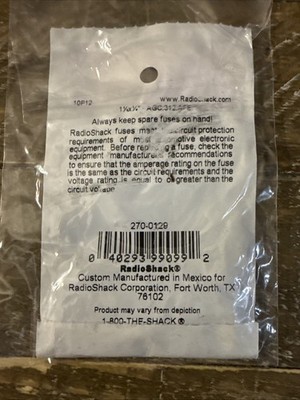 10P12 www.RadioShack.com
Always keep spare fuses on hand!
RadioShack fuses circuit protection
requirements of electronic
equipment. Before a fuse, check the
equipment recommendations
to ensure that the amperage rating on the fuse
is the same as the circuit requirements and the
voltage rating is equal to or greater than the
circuit voltage
270-0129
0 40293 99099 2
RadioShack®
Custom Manufactured in Mexico for
RadioShack Corporation, Fort Worth, TX
76102
Product may vary from depiction
1-800-THE-SHACK®